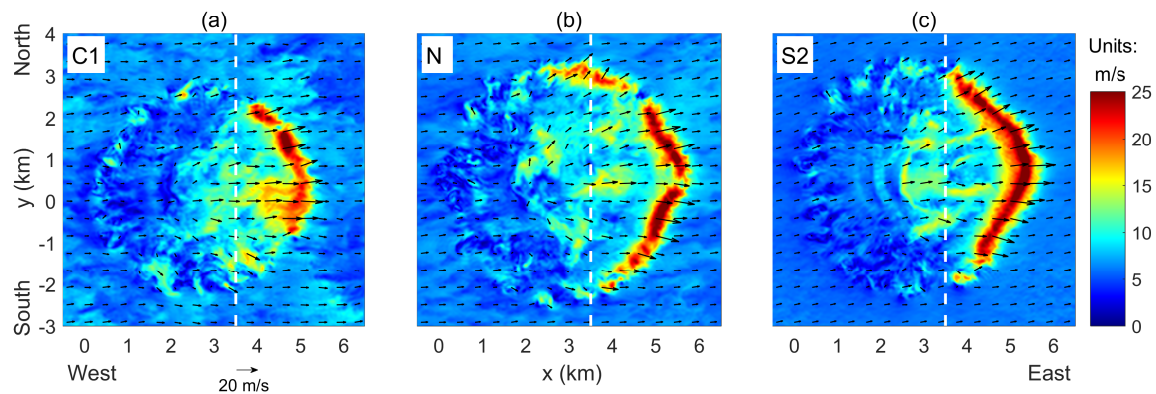 (a) (b) (c)
Units:
m/s
North
South
y (km)
4
3
2
1
0
-1
-2
-3
C1
N
S2
25
20
15
10
5
0
0 1 2 3 4 5 6
0 1 2 3 4 5 6
0 1 2 3 4 5 6
West
20 m/s
x (km)
East